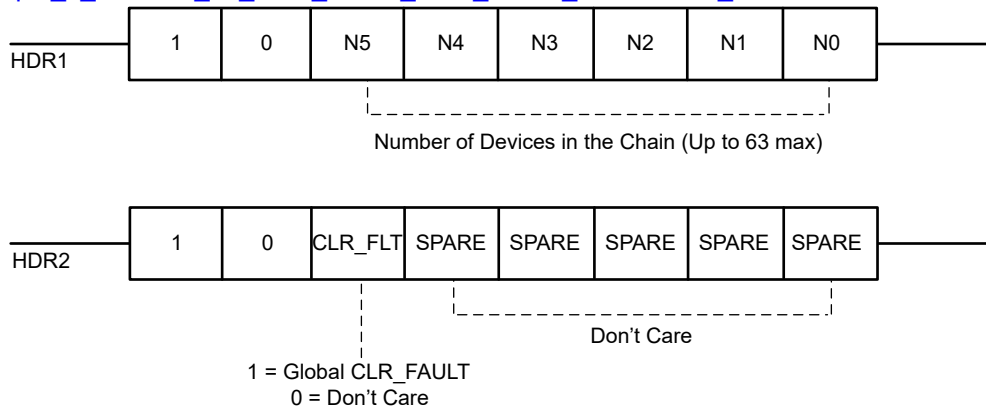 1 0 N5 N4 N3 N2 N1 N0
HDR1
Number of Devices in the Chain (Up to 63 max)
1 0 CLR_FLT SPARE SPARE SPARE SPARE SPARE
HDR2
Don't Care
1 = Global CLR_FAULT
0 = Don't Care